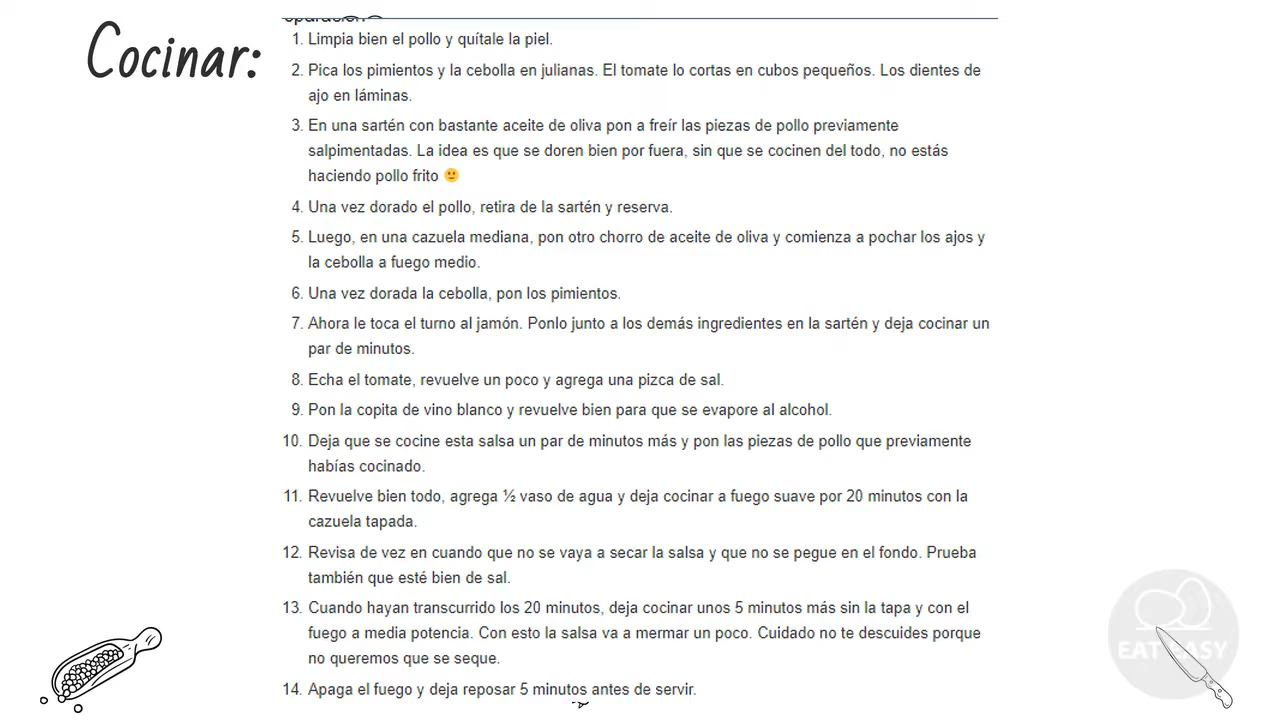 Cocinar:
1. Limpia bien el pollo y quítale la piel.
2. Pica los pimientos y la cebolla en julianas. El tomate lo cortas en cubos pequeños. Los dientes de
ajo en láminas.
3. En una sartén con bastante aceite de oliva pon a freír las piezas de pollo previamente
salpimentadas. La idea es que se doren bien por fuera, sin que se cocinen del todo, no estás
haciendo pollo frito 🙂
4. Una vez dorado el pollo, retira de la sartén y reserva.
5. Luego, en una cazuela mediana, pon otro chorro de aceite de oliva y comienza a pochar los ajos y
la cebolla a fuego medio.
6. Una vez dorada la cebolla, pon los pimientos.
7. Ahora le toca el turno al jamón. Ponlo junto a los demás ingredientes en la sartén y deja cocinar un
par de minutos.
8. Echa el tomate, revuelve un poco y agrega una pizca de sal.
9. Pon la copita de vino blanco y revuelve bien para que se evapore al alcohol.
10. Deja que se cocine esta salsa un par de minutos más y pon las piezas de pollo que previamente
habías cocinado.
11. Revuelve bien todo, agrega ½ vaso de agua y deja cocinar a fuego suave por 20 minutos con la
cazuela tapada.
12. Revisa de vez en cuando que no se vaya a secar la salsa y que no se pegue en el fondo. Prueba
también que esté bien de sal.
13. Cuando hayan transcurrido los 20 minutos, deja cocinar unos 5 minutos más sin la tapa y con el
fuego a media potencia. Con esto la salsa va a mermar un poco. Cuidado no te descuides porque
no queremos que se seque.
14. Apaga el fuego y deja reposar 5 minutos antes de servir.
EAT EASY